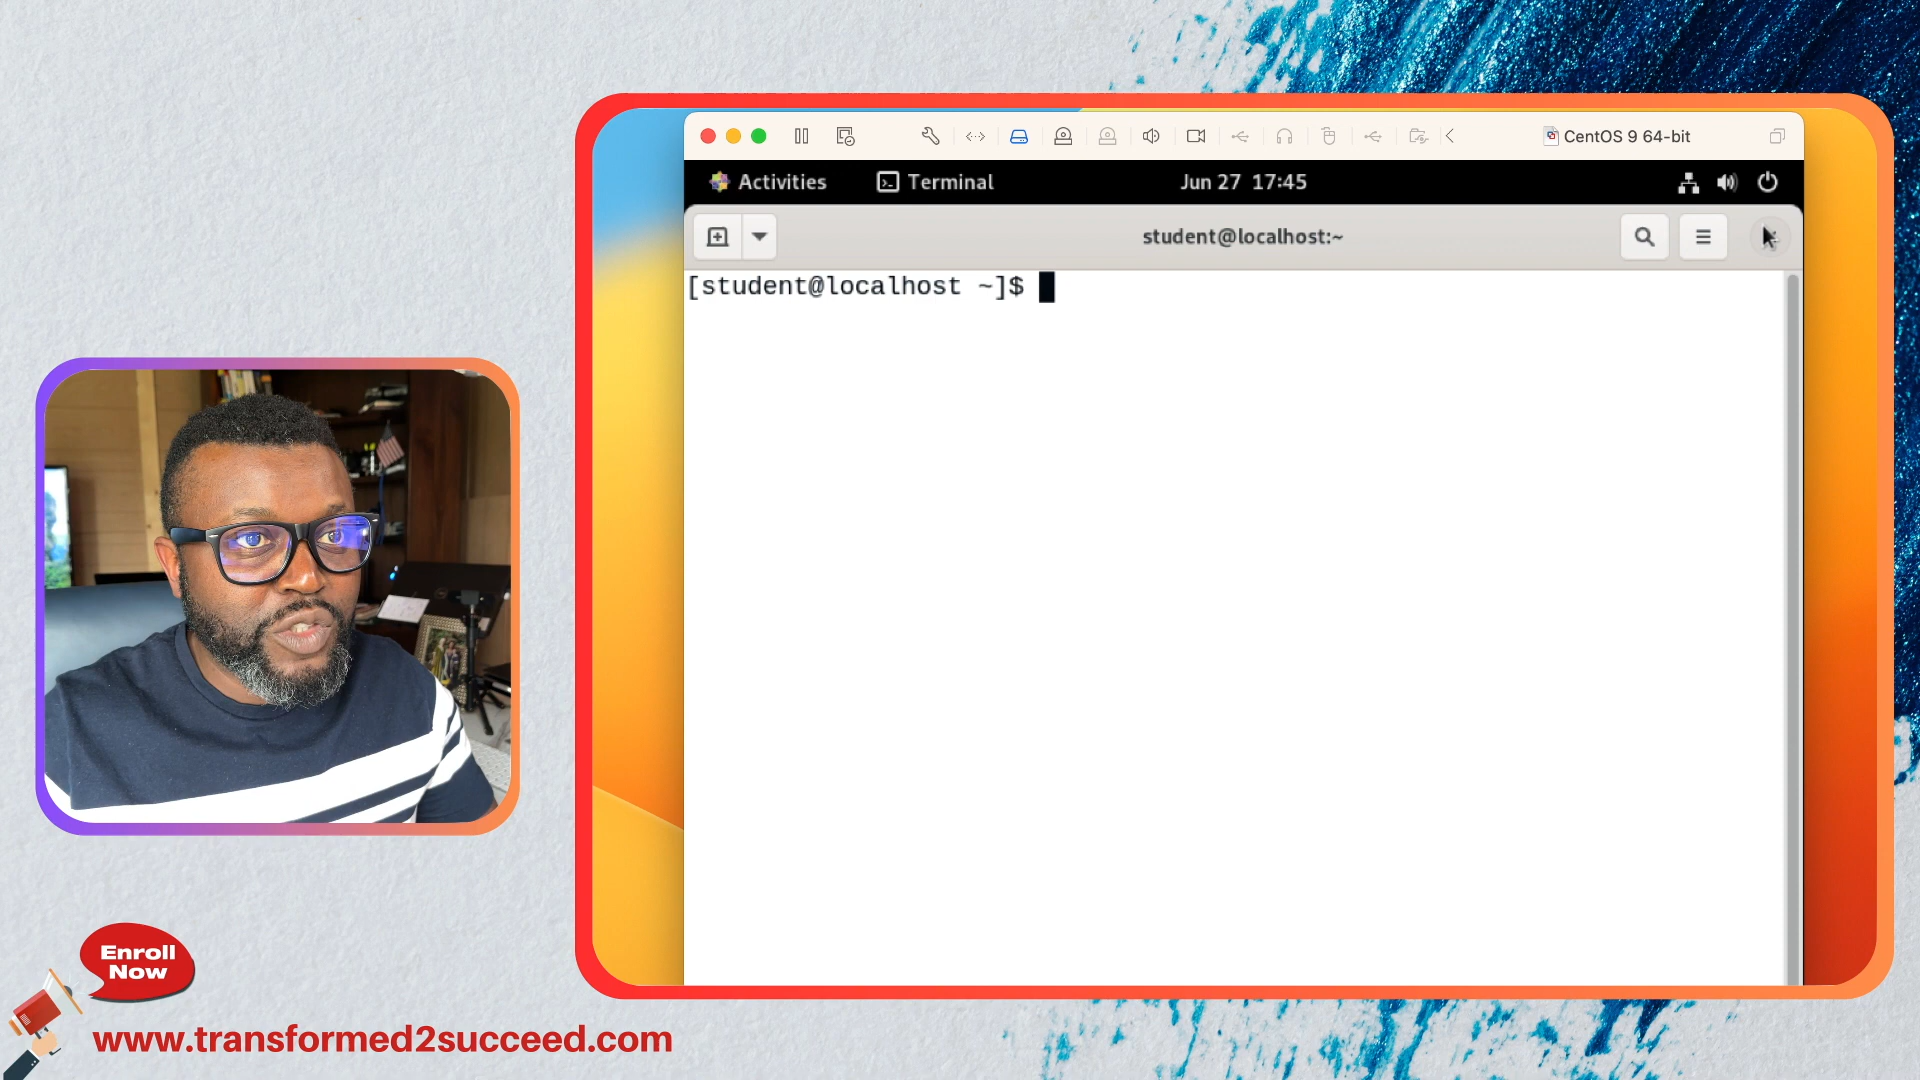 CentOS 9 64-bit
Activities Terminal Jun 27 17:45
student@localhost:~
[student@localhost ~]$
Enroll
Now
www.transformed2succeed.com